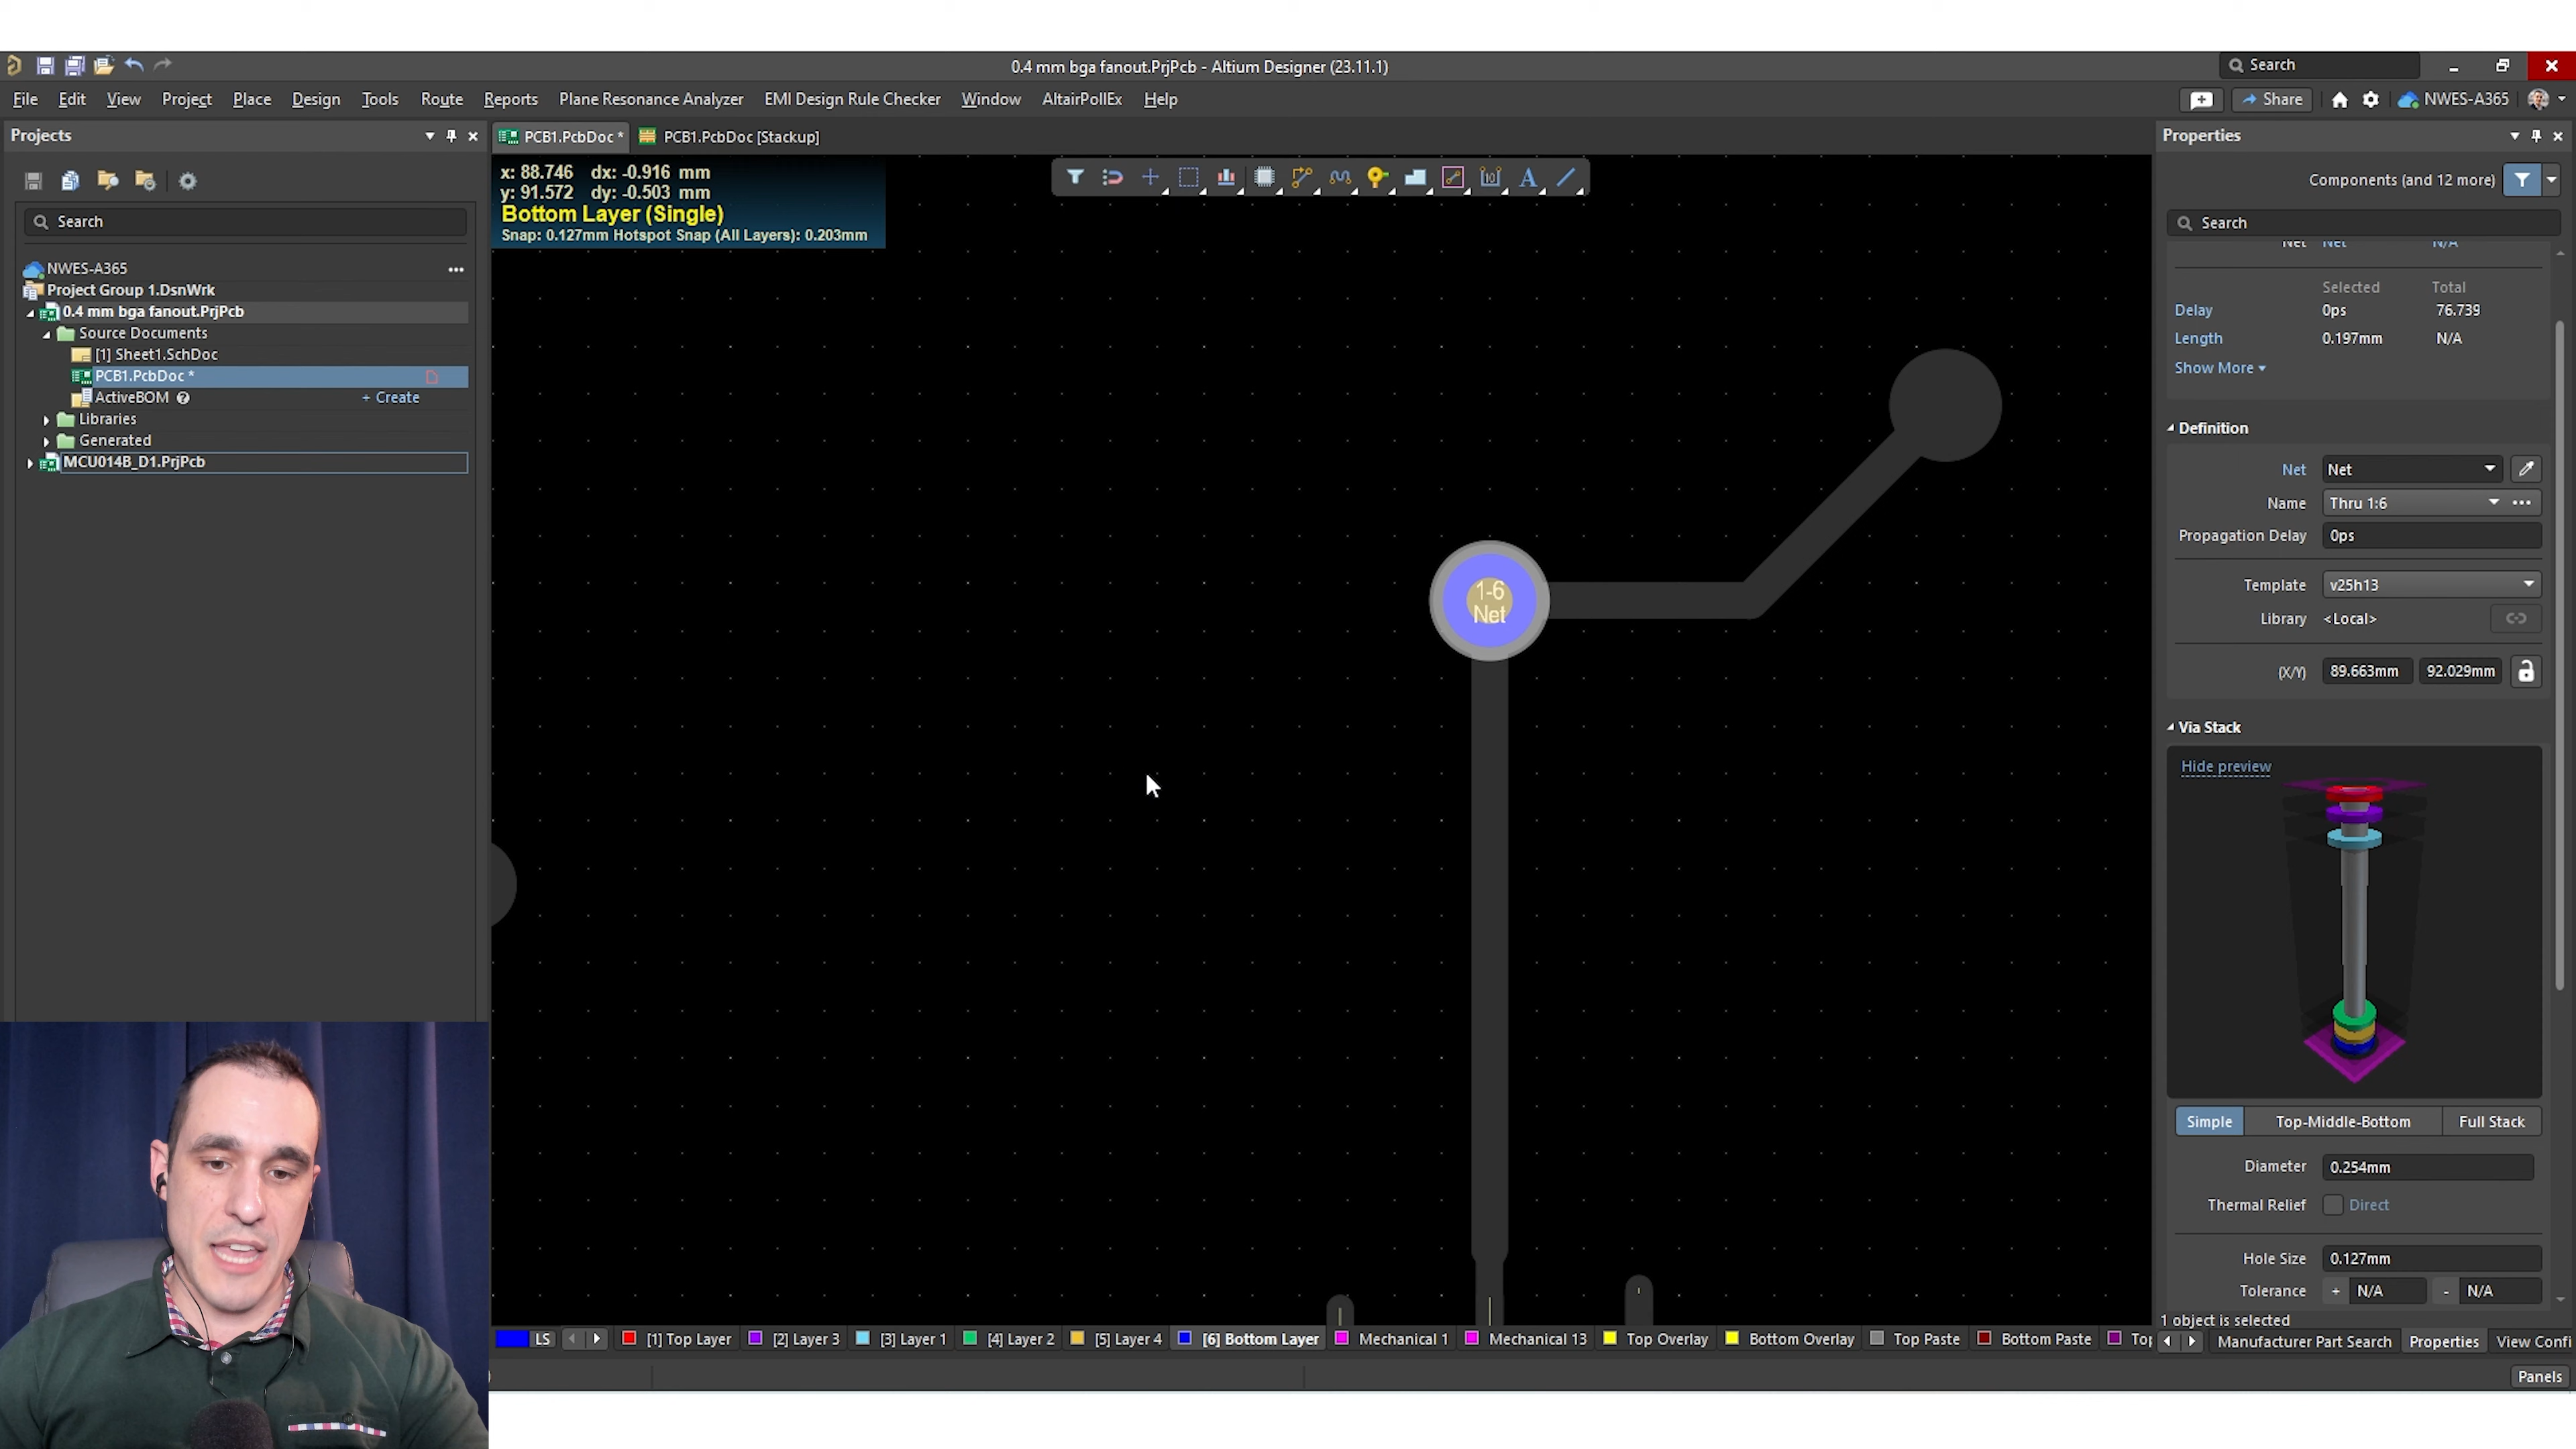 0.4 mm bga fanout.PrjPcb - Altium Designer (23.11.1)
Search
File Edit View Project Place Design Tools Route Reports Plane Resonance Analyzer EMI Design Rule Checker Window AltairPollEx Help
Share
NWES-A365
Projects
Search
NWES-A365
Project Group 1.DsnWrk
0.4 mm bga fanout.PrjPcb
Source Documents
[1] Sheet1.SchDoc
PCB1.PcbDoc *
ActiveBOM
+ Create
Libraries
Generated
MCU014B_D1.PrjPcb
PCB1.PcbDoc *
PCB1.PcbDoc [Stackup]
x: 88.746 dx: -0.916 mm
y: 91.572 dy: -0.503 mm
Bottom Layer (Single)
Snap: 0.127mm Hotspot Snap (All Layers): 0.203mm
1-6
Net
LS
[1] Top Layer
[2] Layer 3
[3] Layer 1
[4] Layer 2
[5] Layer 4
[6] Bottom Layer
Mechanical 1
Mechanical 13
Top Overlay
Bottom Overlay
Top Paste
Bottom Paste
Properties
Components (and 12 more)
Search
Net Net N/A
Selected Total
Delay 0ps 76.739
Length 0.197mm N/A
Show More
Definition
Net Net
Name Thru 1:6
Propagation Delay 0ps
Template v25h13
Library <Local>
(X/Y) 89.663mm 92.029mm
Via Stack
Hide preview
Simple Top-Middle-Bottom Full Stack
Diameter 0.254mm
Thermal Relief Direct
Hole Size 0.127mm
Tolerance + N/A - N/A
1 object is selected
Manufacturer Part Search Properties View Confi
Panels